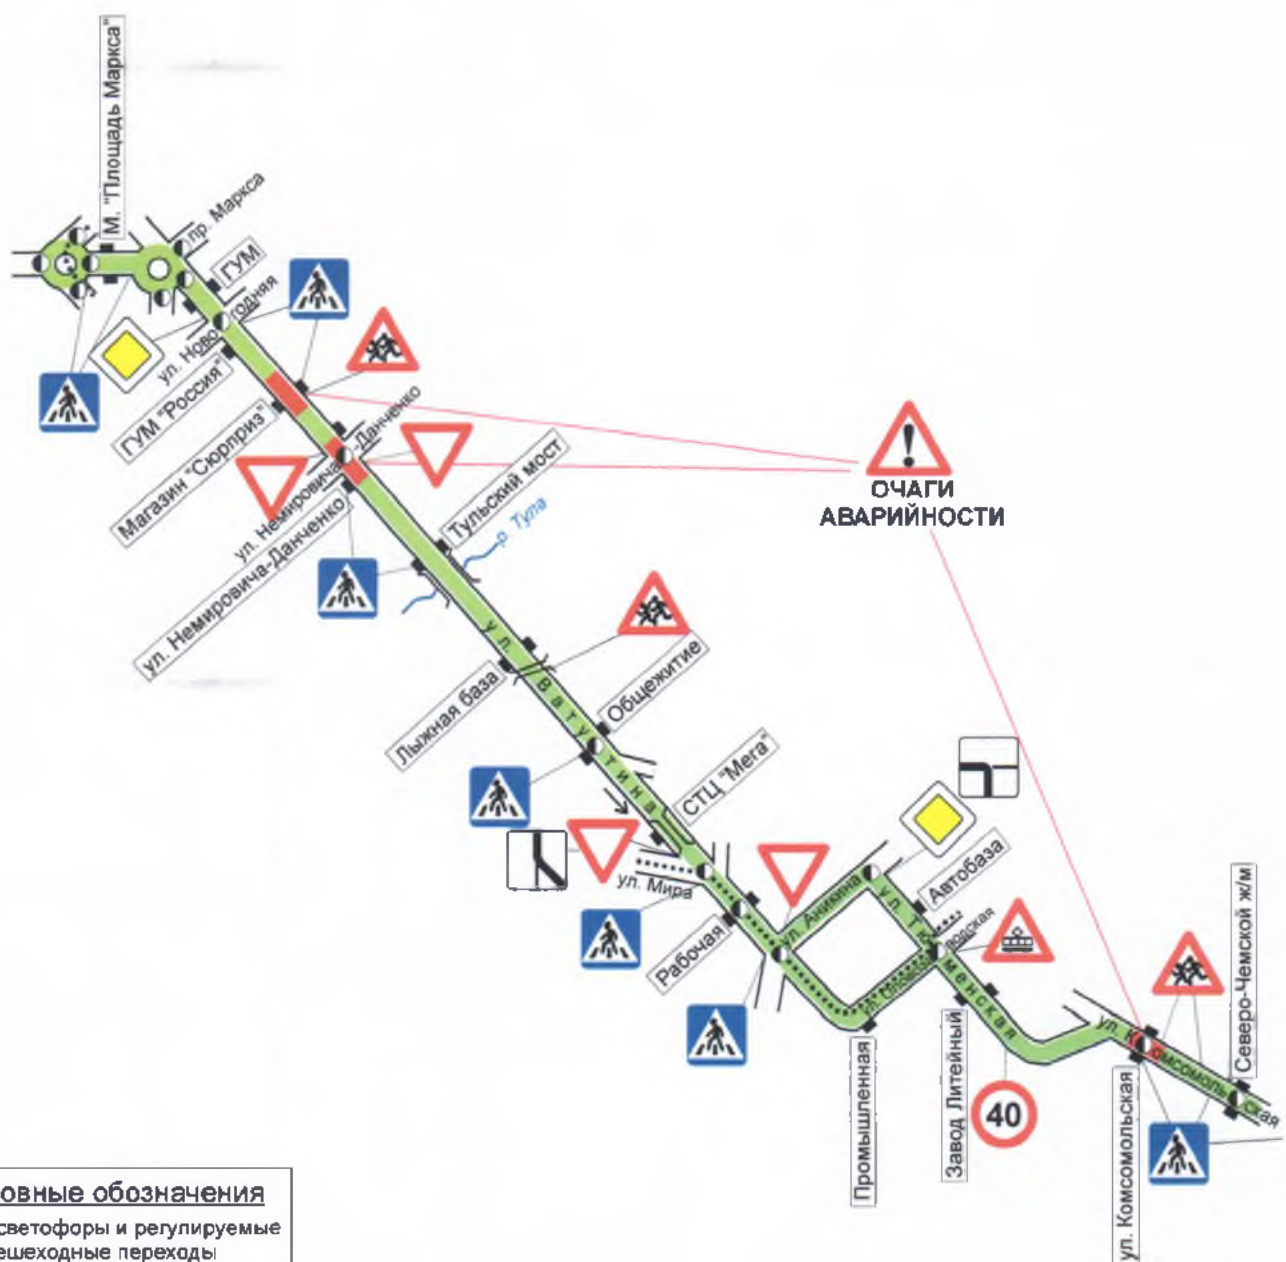 М. "Площадь Маркса"
пр. Маркса
ГУМ
ул. Новогодняя
ГУМ "Россия"
Магазин "Сюрприз"
ул. Немировича-Данченко
ул. Немировича-Данченко
Тульский мост
р. Тула
ОЧАГИ
АВАРИЙНОСТИ
ул. Ватутина
Лыжная база
Общежитие
СТЦ "Мега"
ул. Мира
Рабочая
ул. Аникина
Автобаза
ул. Тюменская
Промышленная
Завод Литейный
40
ул. Комсомольская
ул. Комсомольская
Северо-Чемской ж/м
овные обозначения
светофоры и регулируемые
ешеходные переходы